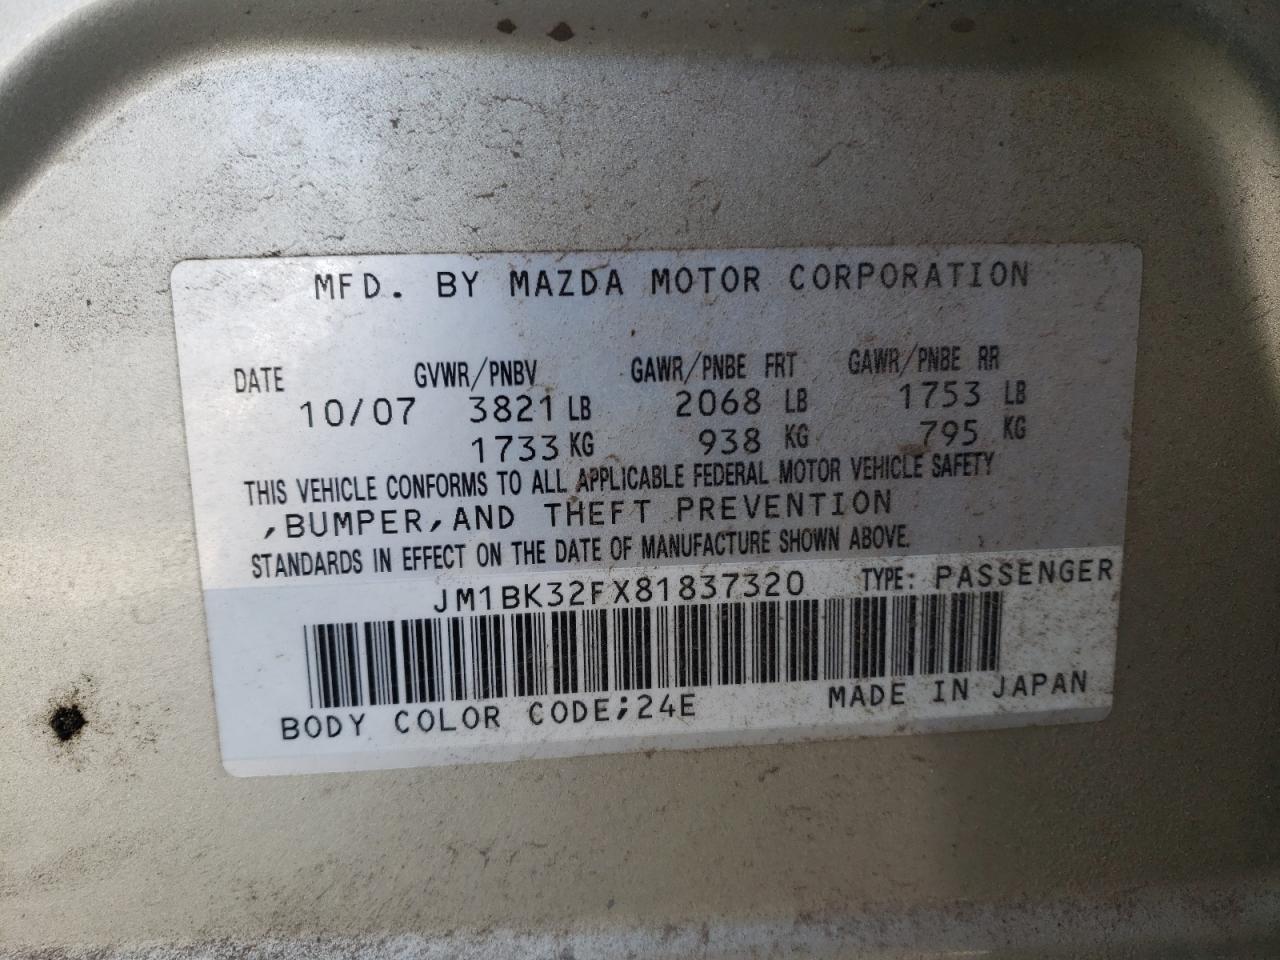 MFD. BY MAZDA MOTOR CORPORATION
DATE GVWR/PNBV GAWR/PNBE FRT GAWR/PNBE RR
10/07 3821 LB 2068 LB 1753 LB
1733 KG 938 KG 795 KG
THIS VEHICLE CONFORMS TO ALL APPLICABLE FEDERAL MOTOR VEHICLE SAFETY
,BUMPER,AND THEFT PREVENTION
STANDARDS IN EFFECT ON THE DATE OF MANUFACTURE SHOWN ABOVE.
JM1BK32FX81837320 TYPE: PASSENGER
BODY COLOR CODE;24E MADE IN JAPAN